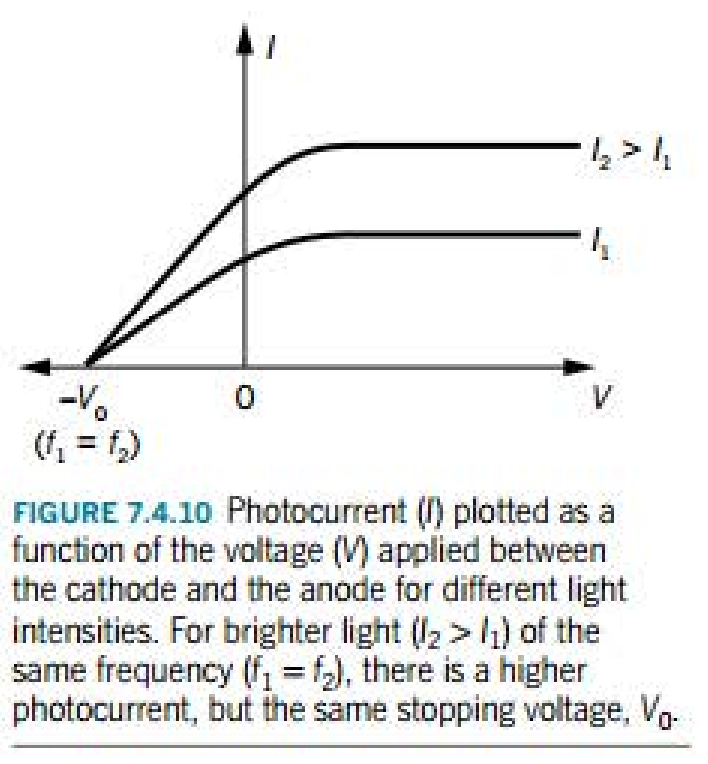 I
I₂ > I₁
I₁
–V₀ 0 V
(f₁ = f₂)
FIGURE 7.4.10 Photocurrent (I) plotted as a
function of the voltage (V) applied between
the cathode and the anode for different light
intensities. For brighter light (I₂ > I₁) of the
same frequency (f₁ = f₂), there is a higher
photocurrent, but the same stopping voltage, V₀.